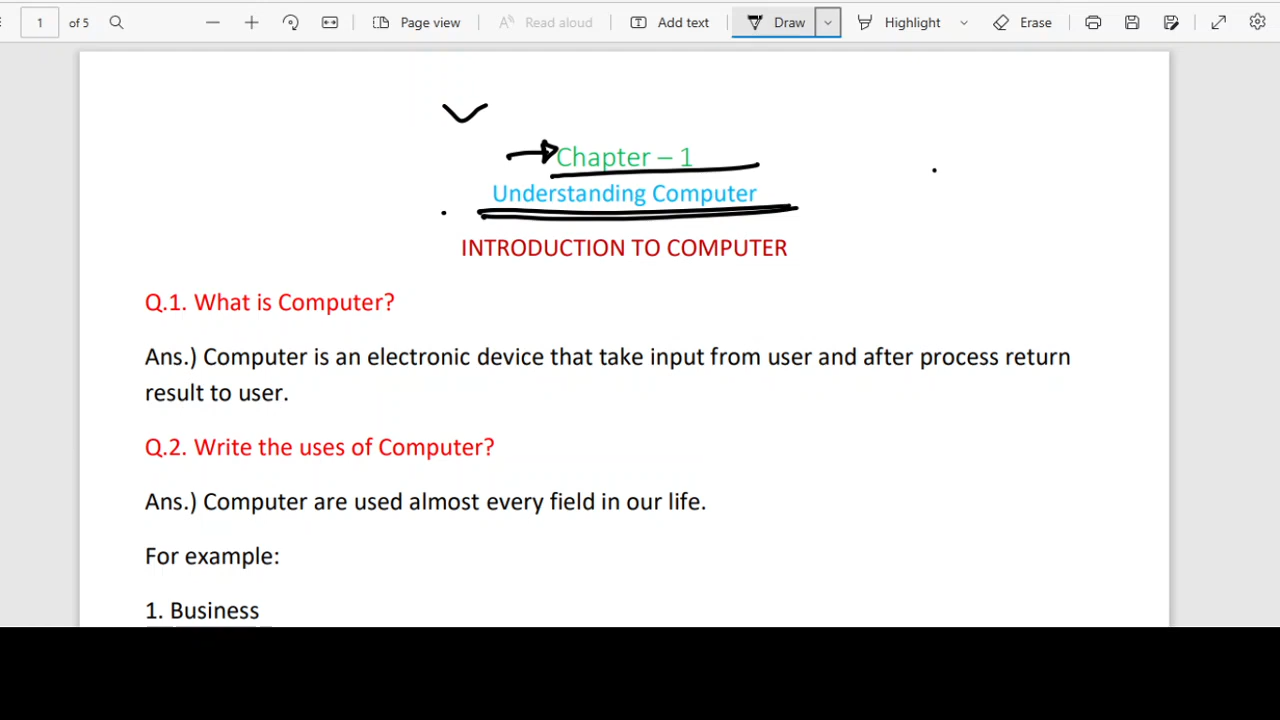 1 of 5 Page view Read aloud Add text Draw Highlight Erase
Chapter – 1
Understanding Computer
INTRODUCTION TO COMPUTER
Q.1. What is Computer?
Ans.) Computer is an electronic device that take input from user and after process return
result to user.
Q.2. Write the uses of Computer?
Ans.) Computer are used almost every field in our life.
For example:
1. Business